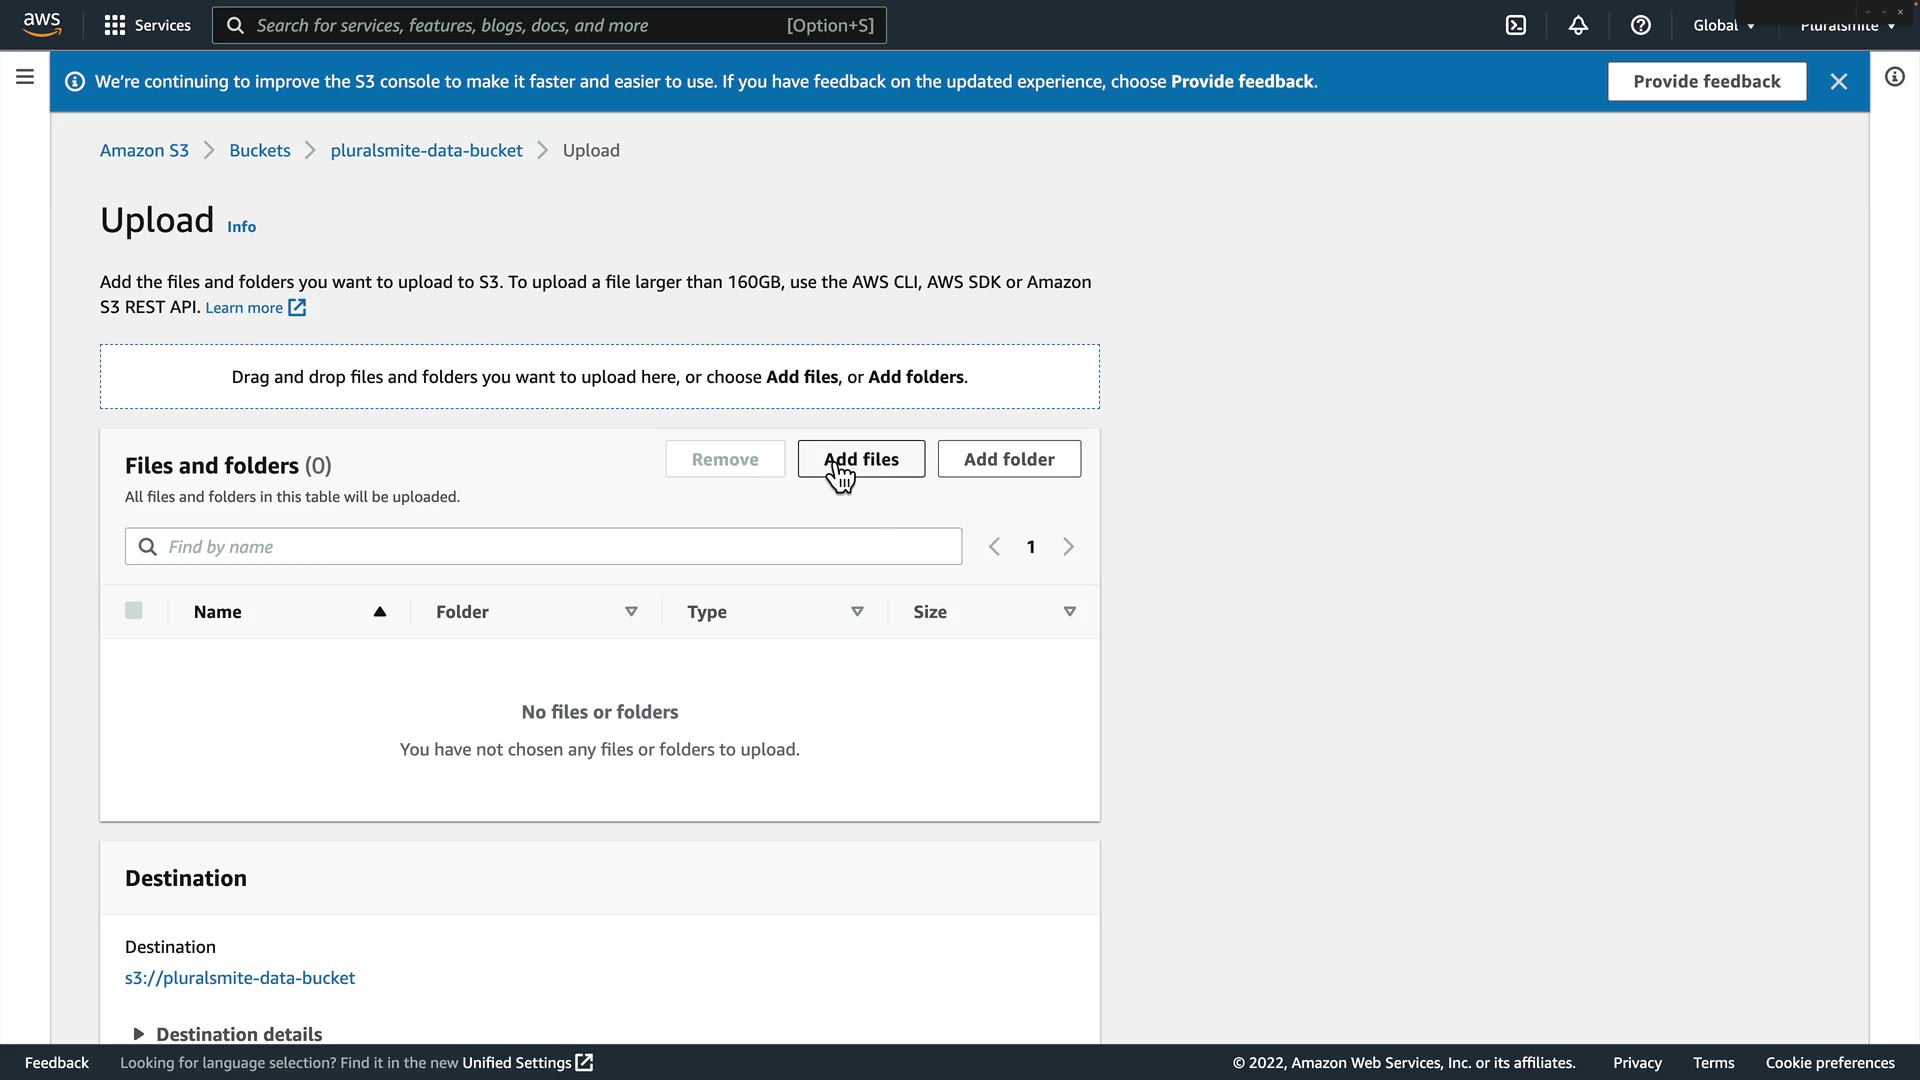 aws
Services
Search for services, features, blogs, docs, and more
[Option+S]
Global
Pluralsmite
We're continuing to improve the S3 console to make it faster and easier to use. If you have feedback on the updated experience, choose Provide feedback.
Provide feedback
Amazon S3
Buckets
pluralsmite-data-bucket
Upload
Upload Info
Add the files and folders you want to upload to S3. To upload a file larger than 160GB, use the AWS CLI, AWS SDK or Amazon
S3 REST API. Learn more
Drag and drop files and folders you want to upload here, or choose Add files, or Add folders.
Files and folders (0)
Remove
Add files
Add folder
All files and folders in this table will be uploaded.
Find by name
1
Name
Folder
Type
Size
No files or folders
You have not chosen any files or folders to upload.
Destination
Destination
s3://pluralsmite-data-bucket
Destination details
Feedback
Looking for language selection? Find it in the new Unified Settings
© 2022, Amazon Web Services, Inc. or its affiliates.
Privacy
Terms
Cookie preferences